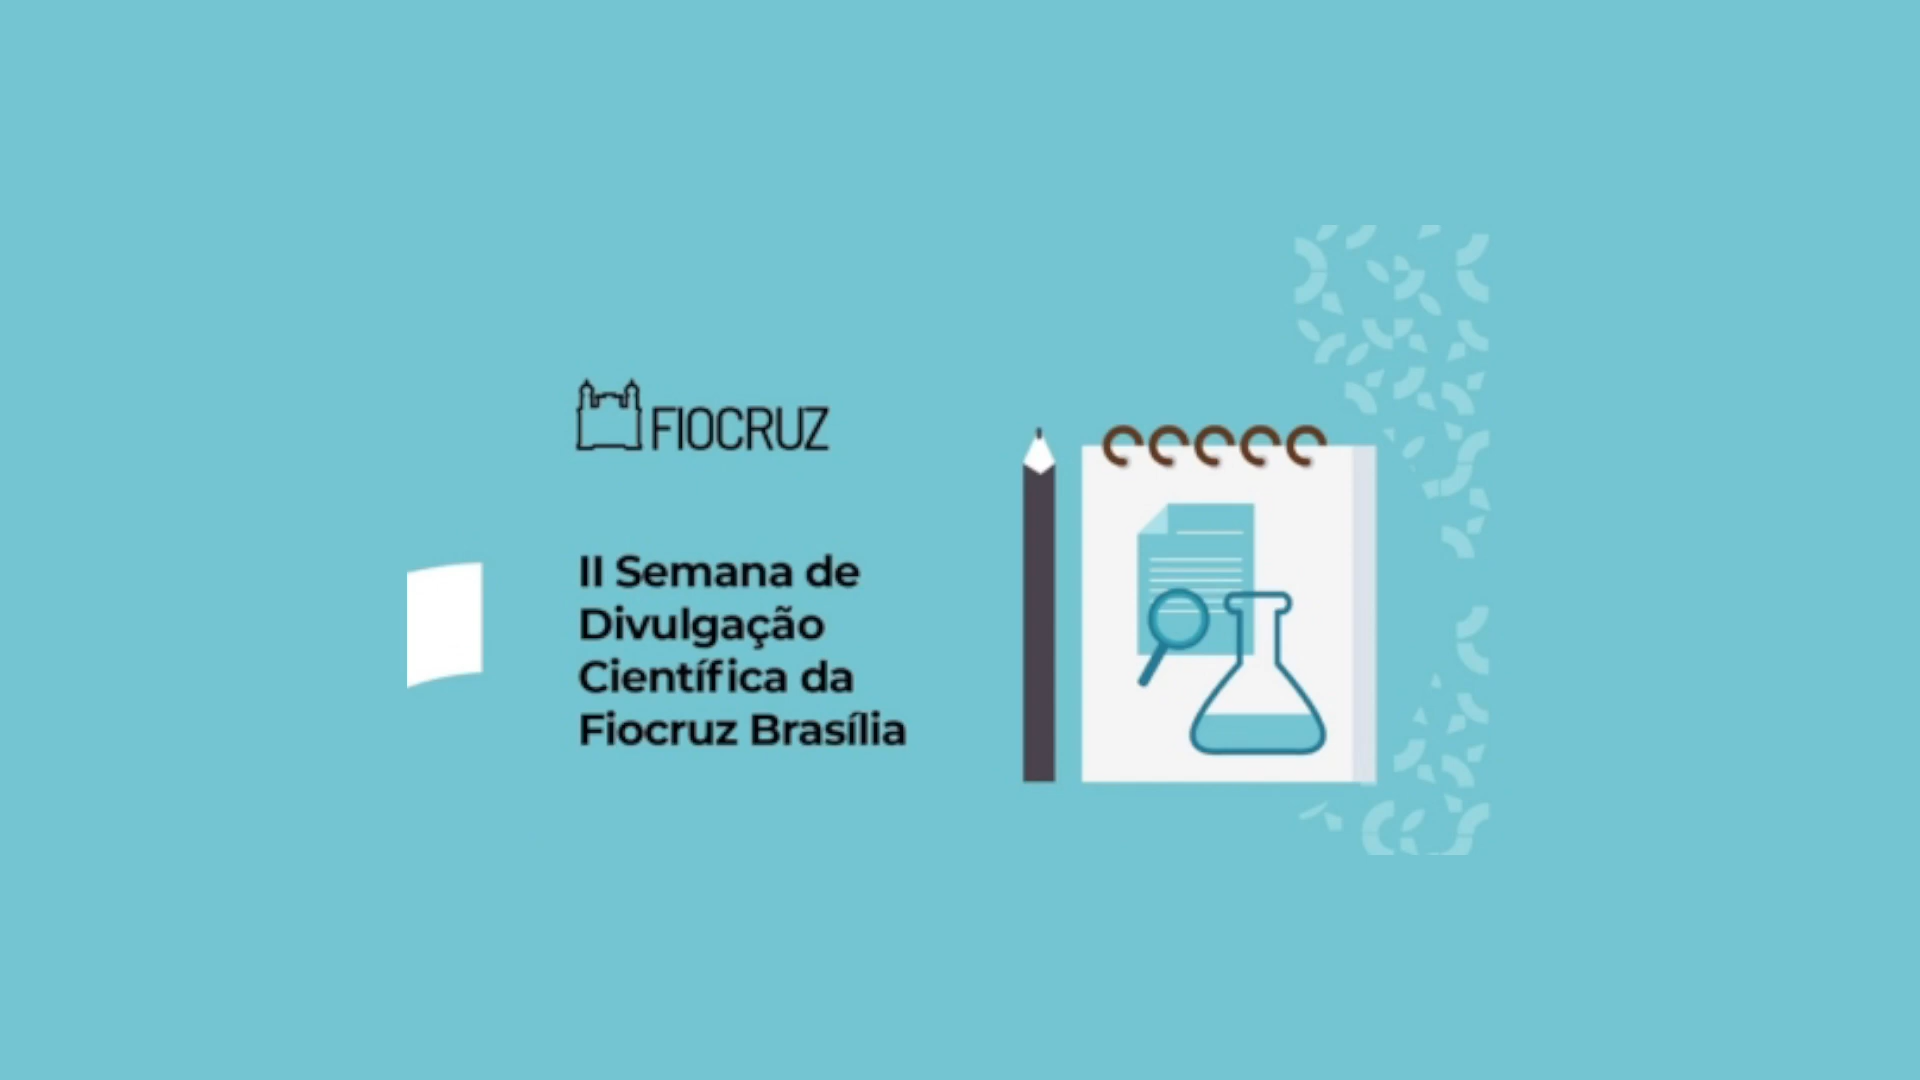 FIOCRUZ
II Semana de
Divulgação
Científica da
Fiocruz Brasília